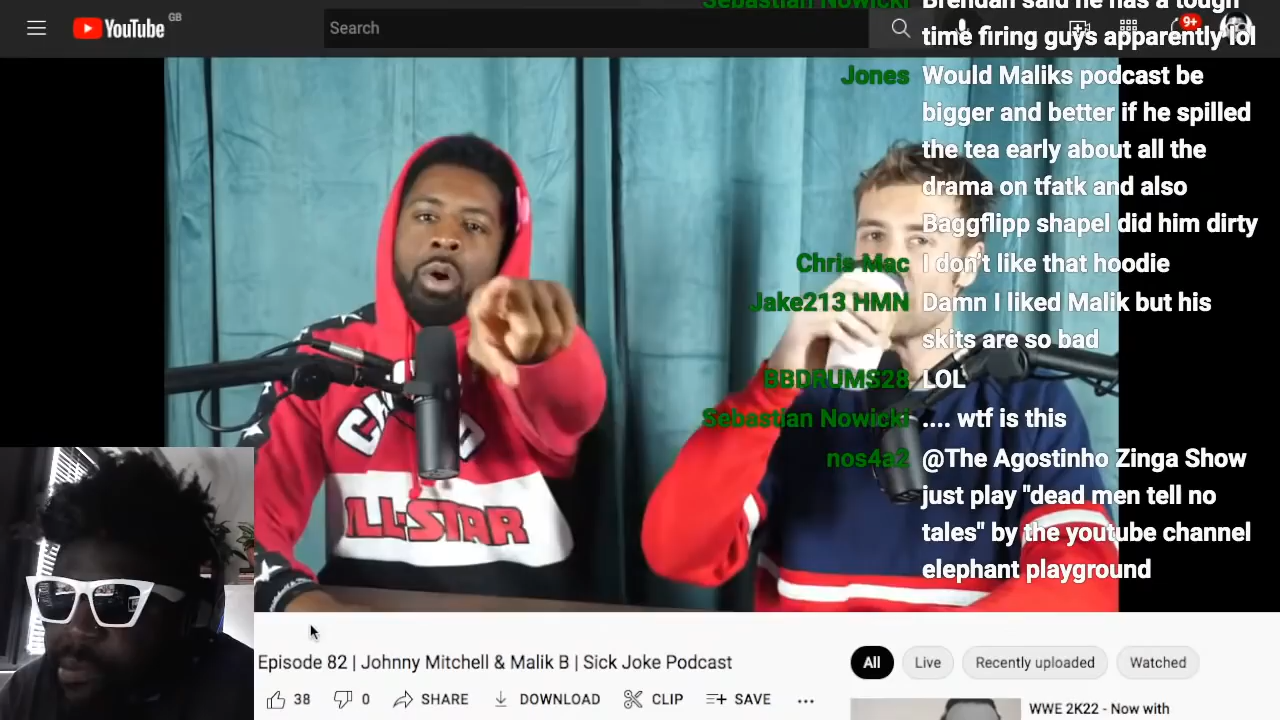 YouTube GB
Search
9+
Sebastian Nowicki Brendan said he has a tough
time firing guys apparently lol
Jones Would Maliks podcast be
bigger and better if he spilled
the tea early about all the
drama on tfatk and also
Baggflipp shapel did him dirty
Chris Mac I don't like that hoodie
Jake213 HMN Damn I liked Malik but his
skits are so bad
BBDRUMS28 LOL
Sebastian Nowicki .... wtf is this
nos4a2 @The Agostinho Zinga Show
just play "dead men tell no
tales" by the youtube channel
elephant playground
ALL-STAR
Episode 82 | Johnny Mitchell & Malik B | Sick Joke Podcast
38 0 SHARE DOWNLOAD CLIP SAVE ...
All Live Recently uploaded Watched
WWE 2K22 - Now with